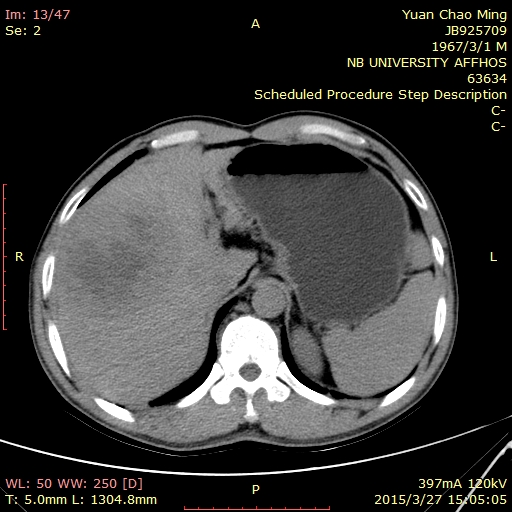 Im: 13/47
Se: 2
A
Yuan Chao Ming
JB925709
1967/3/1 M
NB UNIVERSITY AFFHOS
63634
Scheduled Procedure Step Description
C-
C-
R
L
WL: 50 WW: 250 [D]
T: 5.0mm L: 1304.8mm
P
397mA 120kV
2015/3/27 15:05:05